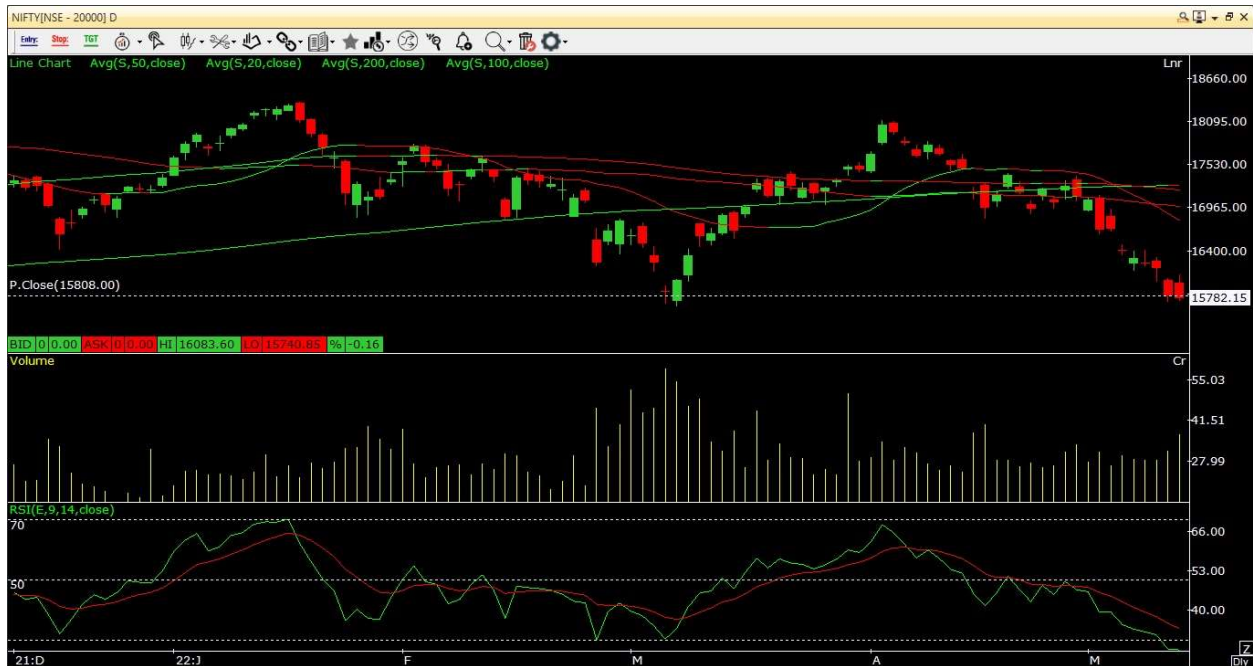 NIFTY[NSE - 20000] D
Entry: Stop: TGT
Line Chart Avg(S,50,close) Avg(S,20,close) Avg(S,200,close) Avg(S,100,close) Lnr
18660.00
18095.00
17530.00
16965.00
16400.00
P.Close(15808.00)
15782.15
BID 0 0.00 ASK 0 0.00 HI 16083.60 LO 15740.85 % -0.16
Volume Cr
55.03
41.51
27.99
RSI(E,9,14,close)
70
66.00
53.00
50
40.00
21:D 22:J F M A M
Z
Dly